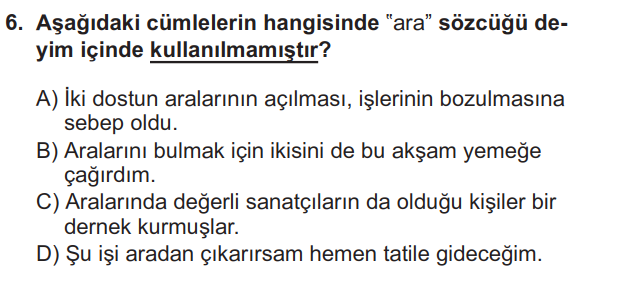 6. Aşağıdaki cümlelerin hangisinde "ara" sözcüğü de-
yim içinde kullanılmamıştır?
A) İki dostun aralarının açılması, işlerinin bozulmasına
sebep oldu.
B) Aralarını bulmak için ikisini de bu akşam yemeğe
çağırdım.
C) Aralarında değerli sanatçıların da olduğu kişiler bir
dernek kurmuşlar.
D) Şu işi aradan çıkarırsam hemen tatile gideceğim.